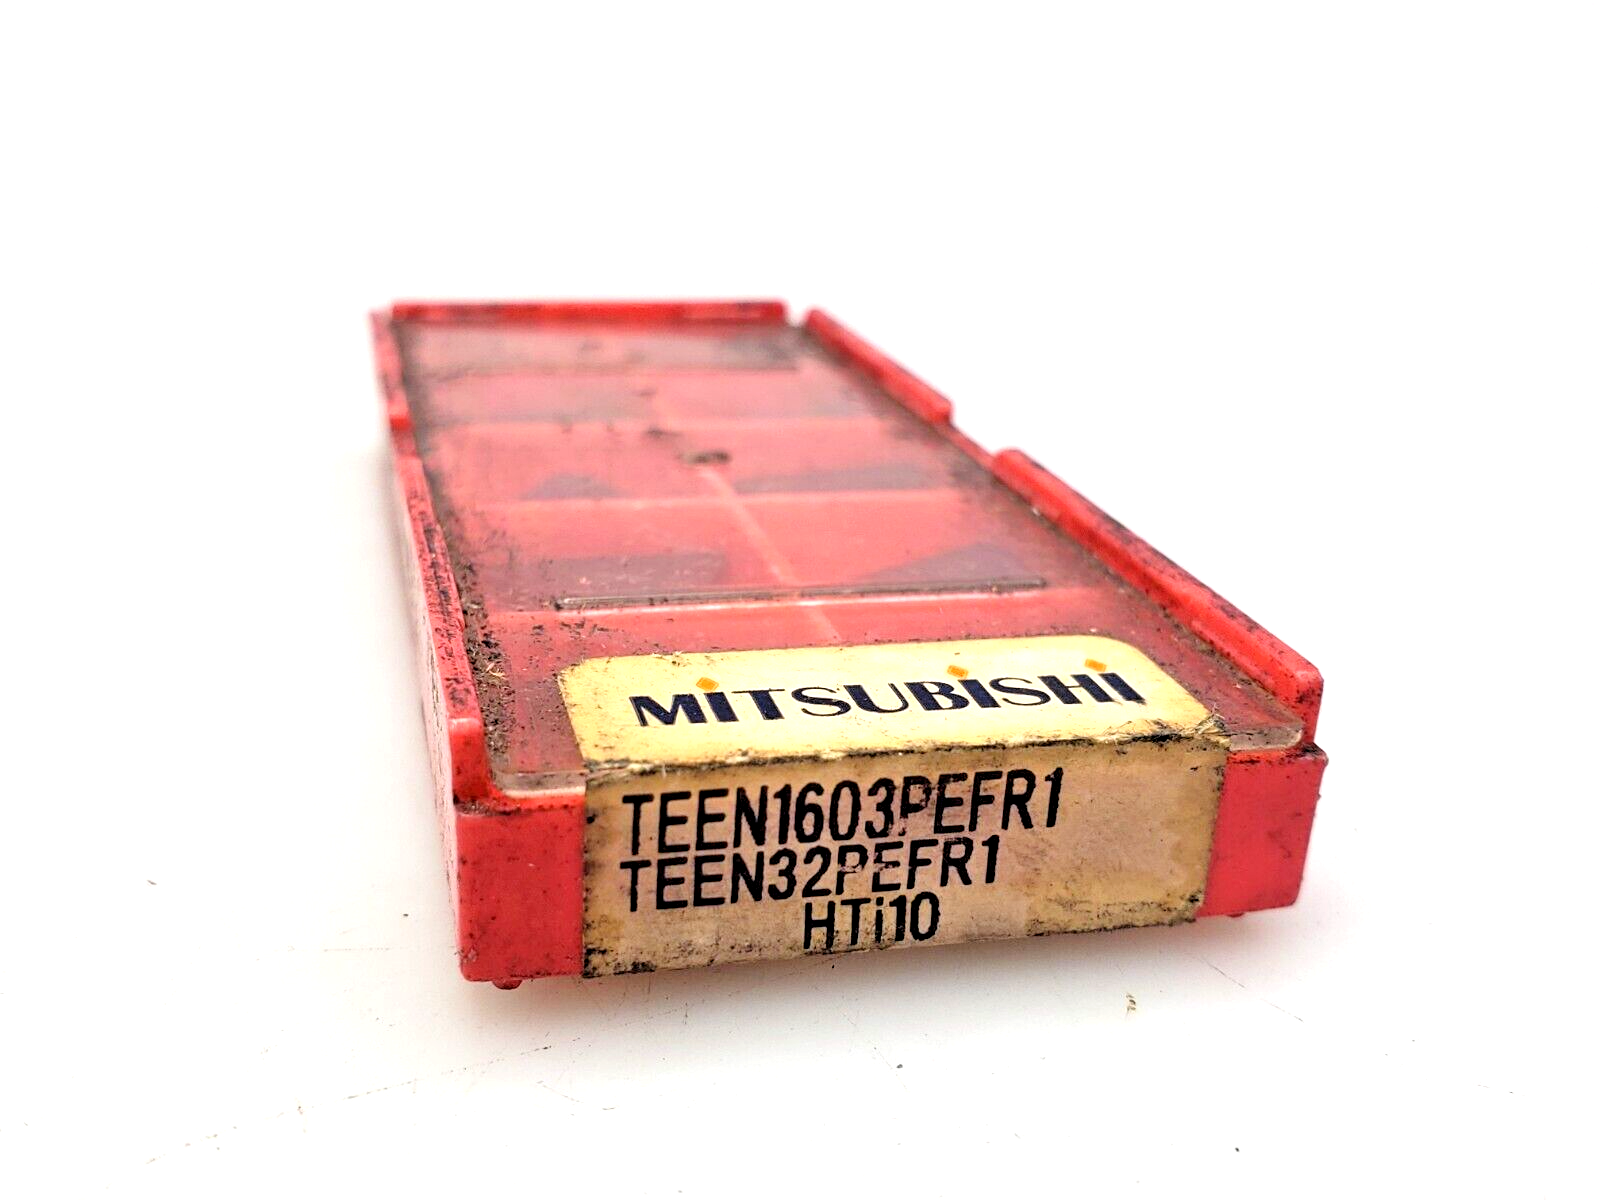 MITSUBISHI
TEEN1603PEFR1
TEEN32PEFR1
HTi10